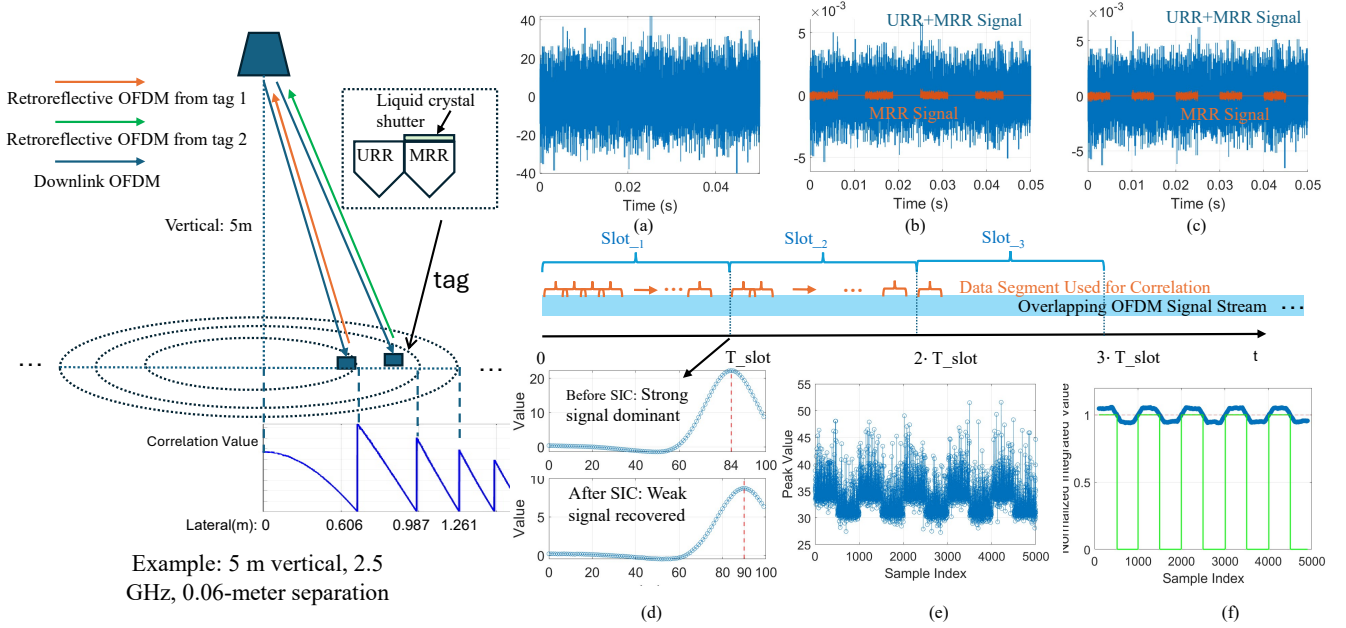 Retroreflective OFDM from tag 1
Retroreflective OFDM from tag 2
Downlink OFDM
Vertical: 5m
Liquid crystal
shutter
URR
MRR
tag
...
...
Correlation Value
Lateral(m):
0
0.606
0.987
1.261
Example: 5 m vertical, 2.5
GHz, 0.06-meter separation
40
20
0
-20
-40
0
0.02
0.04
Time (s)
(a)
×10⁻³
URR+MRR Signal
5
0
-5
MRR Signal
0
0.01
0.02
0.03
0.04
0.05
Time (s)
(b)
×10⁻³
URR+MRR Signal
5
0
-5
MRR Signal
0
0.01
0.02
0.03
0.04
0.05
Time (s)
(c)
Slot_1
Slot_2
Slot_3
...
...
Data Segment Used for Correlation
Overlapping OFDM Signal Stream
...
0
T_slot
2· T_slot
3· T_slot
t
Value
20
10
0
Before SIC: Strong
signal dominant
0
20
40
60
84
100
Value
10
5
0
After SIC: Weak
signal recovered
0
20
40
60
80
90
100
(d)
Peak Value
55
50
45
40
35
30
25
0
1000
2000
3000
4000
5000
Sample Index
(e)
Normalized Integrated Value
1
0.5
0
0
1000
2000
3000
4000
5000
Sample Index
(f)